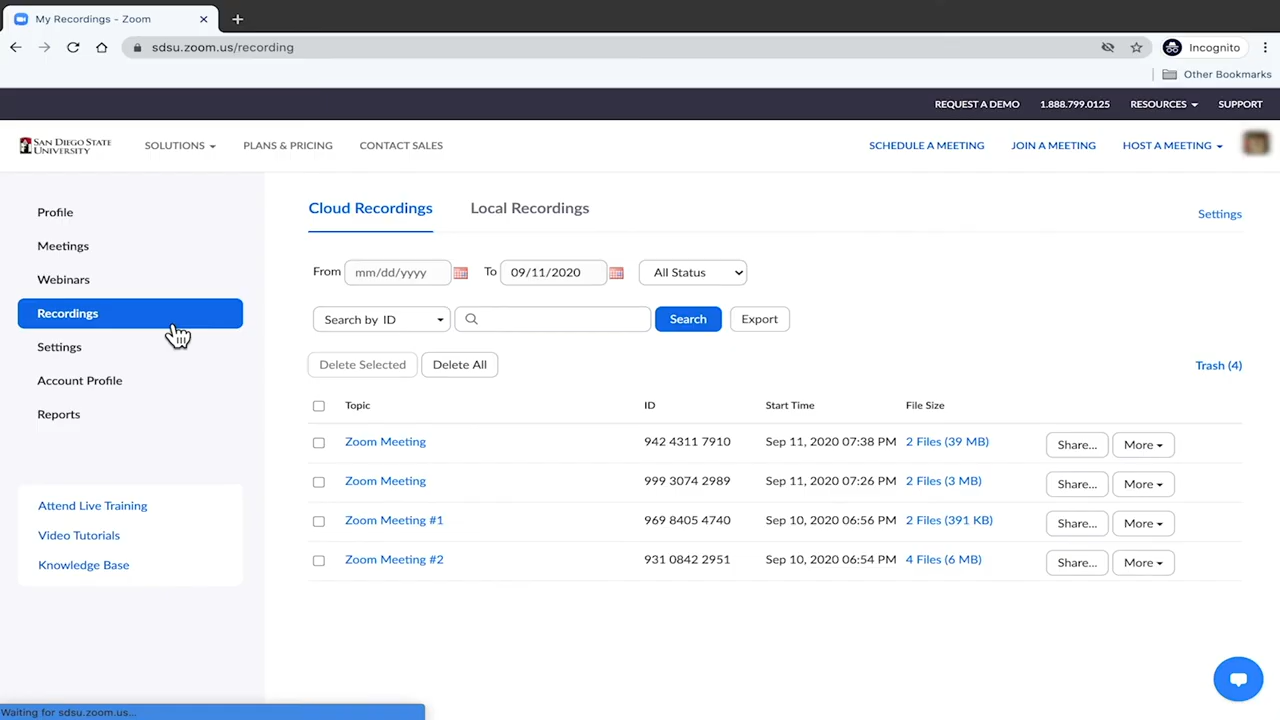 My Recordings - Zoom
sdsu.zoom.us/recording
Incognito
Other Bookmarks
REQUEST A DEMO 1.888.799.0125 RESOURCES SUPPORT
SAN DIEGO STATE UNIVERSITY
SOLUTIONS PLANS & PRICING CONTACT SALES SCHEDULE A MEETING JOIN A MEETING HOST A MEETING
Profile
Meetings
Webinars
Recordings
Settings
Account Profile
Reports
Attend Live Training
Video Tutorials
Knowledge Base
Cloud Recordings Local Recordings Settings
From mm/dd/yyyy To 09/11/2020 All Status
Search by ID Search Export
Delete Selected Delete All Trash (4)
Topic ID Start Time File Size
Zoom Meeting 942 4311 7910 Sep 11, 2020 07:38 PM 2 Files (39 MB) Share... More
Zoom Meeting 999 3074 2989 Sep 11, 2020 07:26 PM 2 Files (3 MB) Share... More
Zoom Meeting #1 969 8405 4740 Sep 10, 2020 06:56 PM 2 Files (391 KB) Share... More
Zoom Meeting #2 931 0842 2951 Sep 10, 2020 06:54 PM 4 Files (6 MB) Share... More
Waiting for sdsu.zoom.us...